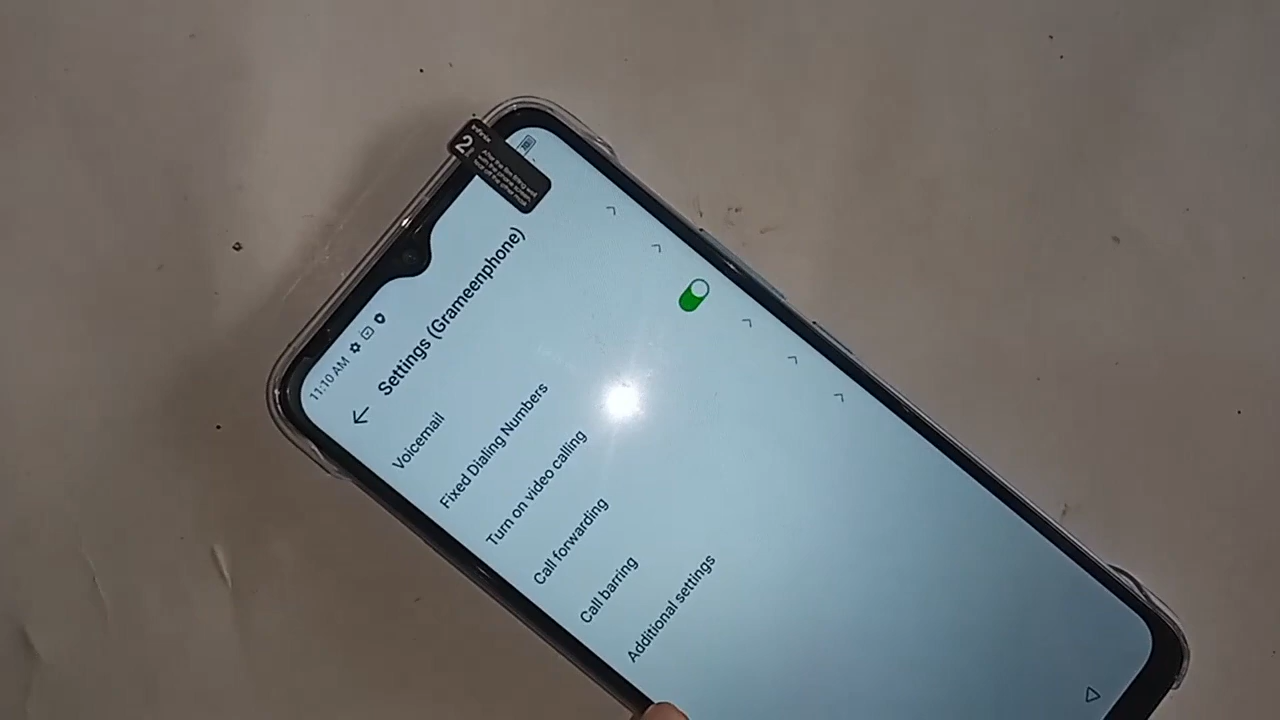 11:10 AM
Settings (Grameenphone)
Voicemail
Fixed Dialing Numbers
Turn on video calling
Call forwarding
Call barring
Additional settings
2